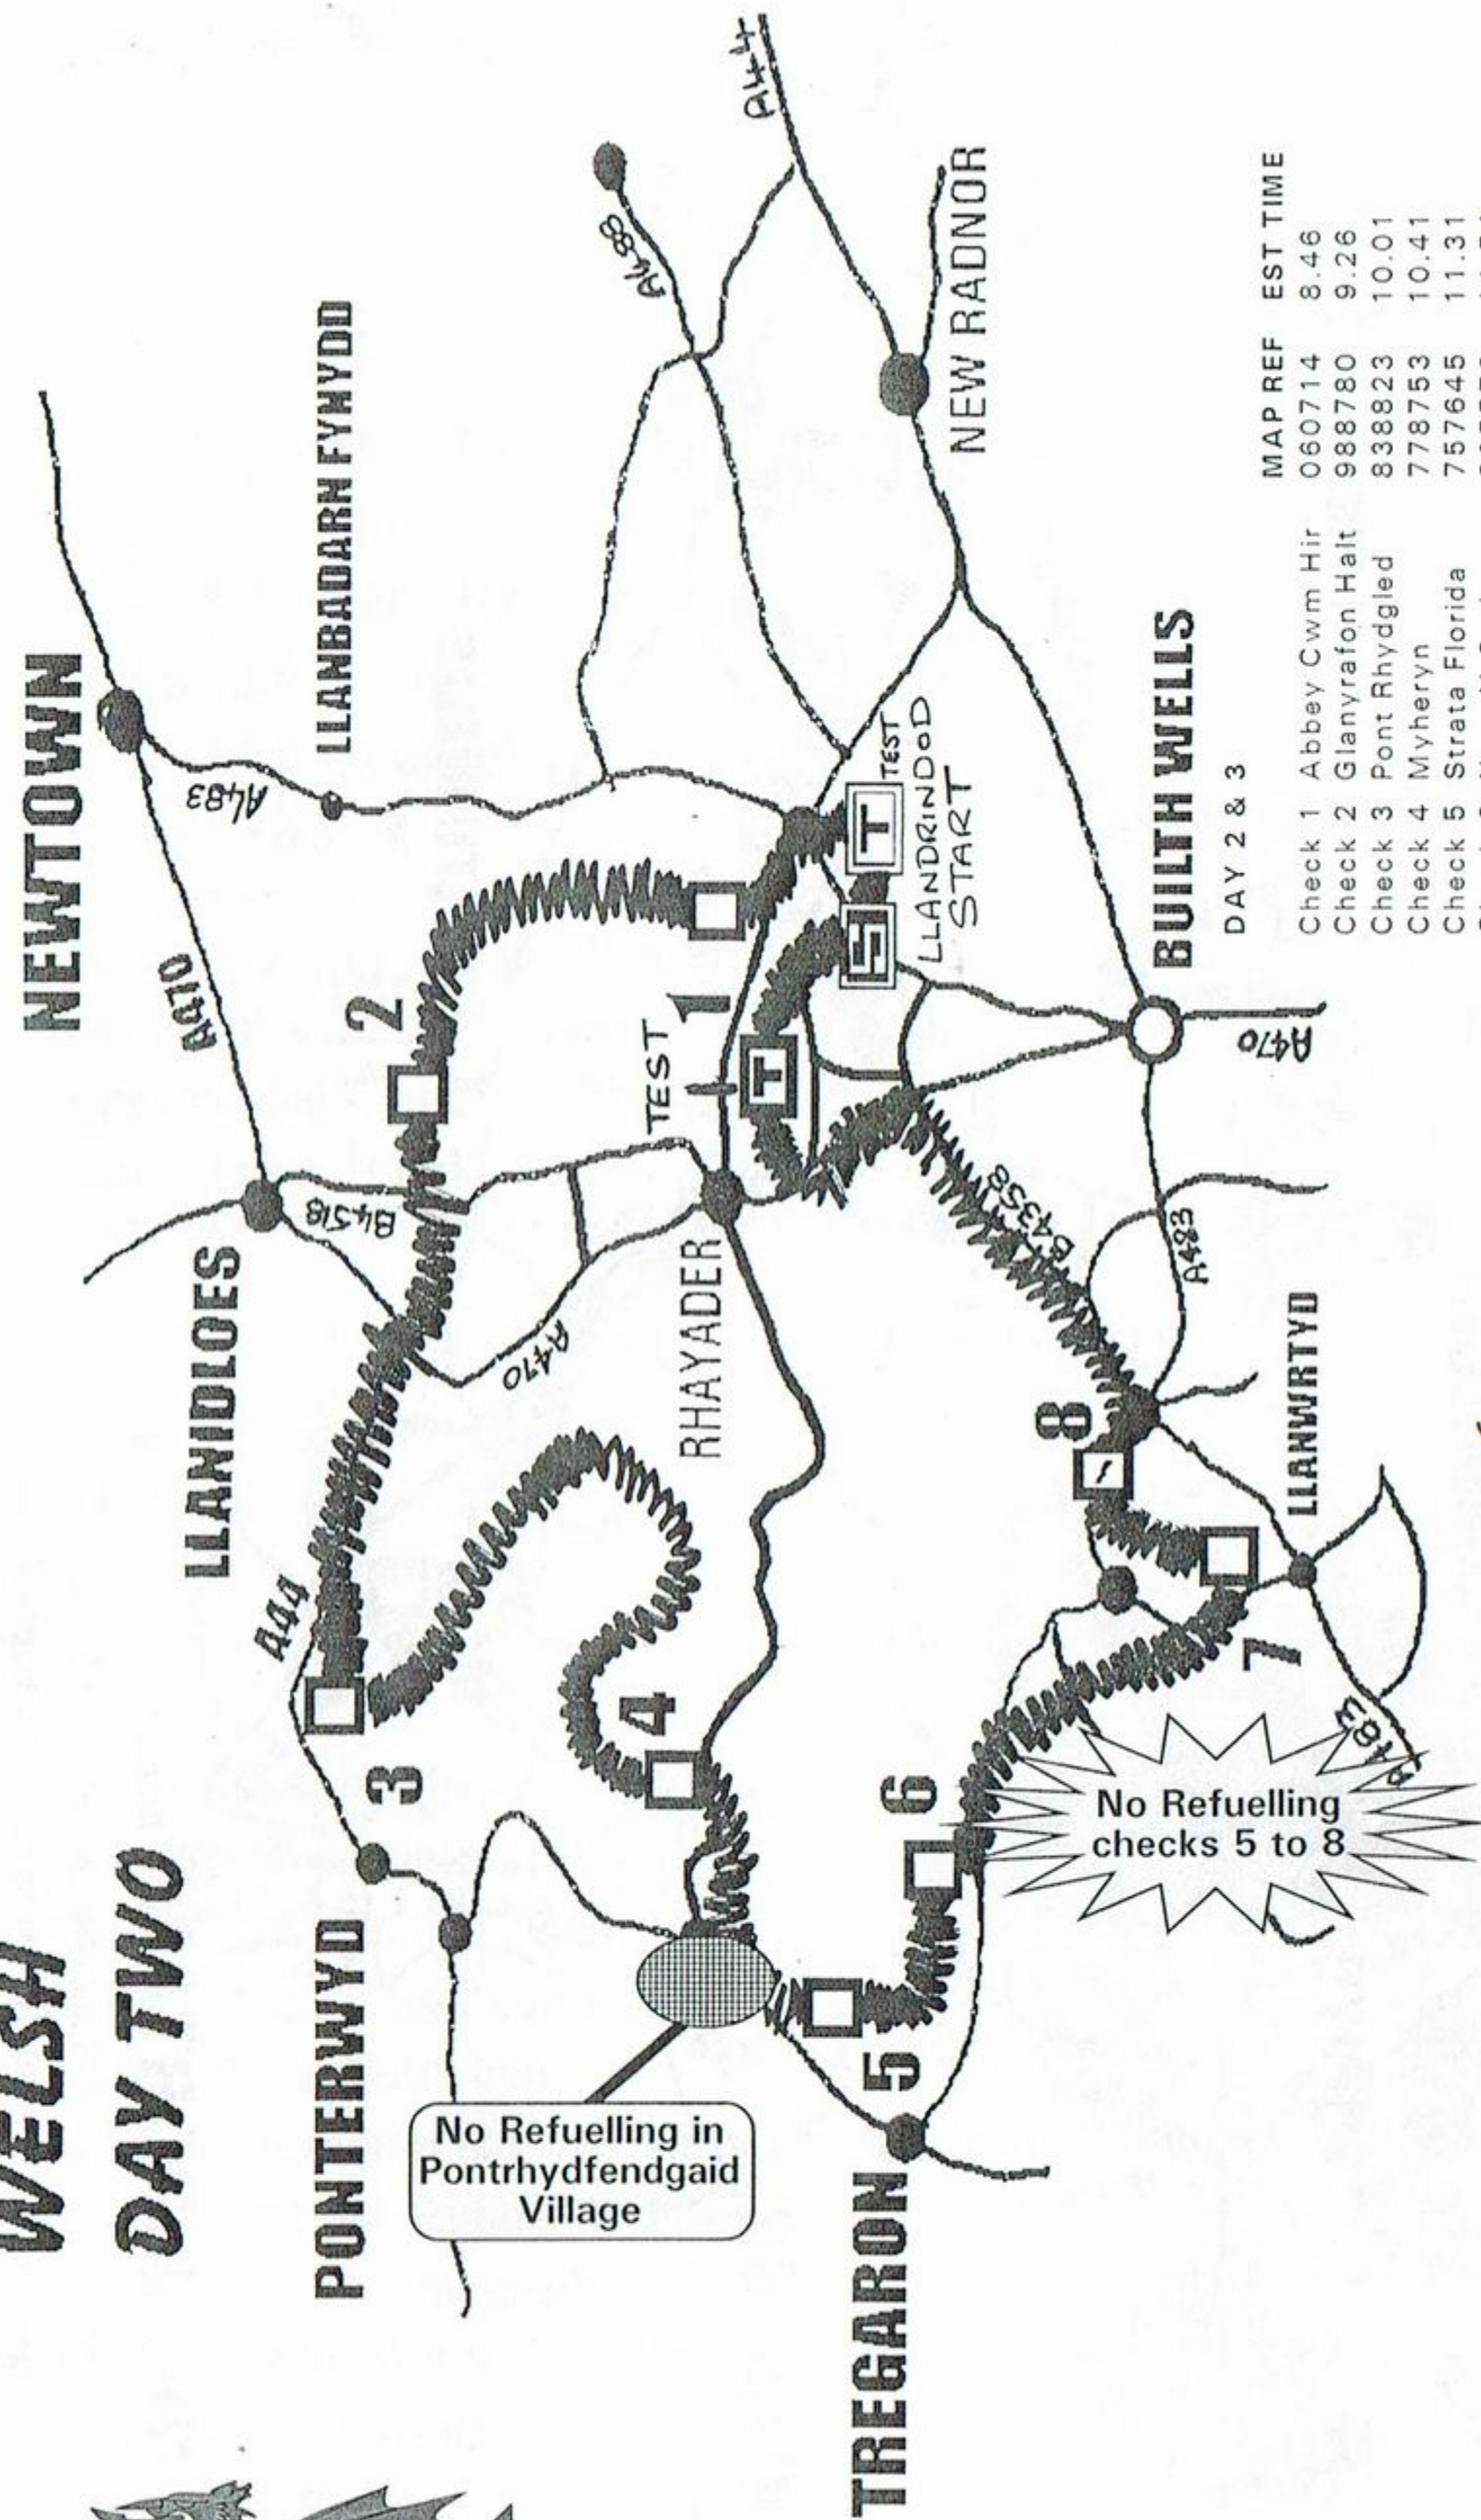 WELSH
DAY TWO
NEWTOWN
LLANBADARN FYNYDD
A483
A470
A488
A44
NEW RADNOR
LLANIDLOES
B4518
2
A44
A470
3
PONTERWYD
TEST
1
RHAYADER
T
S
T
TEST
LLANDRINDOD
START
4
No Refuelling in
Pontrhydfendgaid
Village
TREGARON
5
6
No Refuelling
checks 5 to 8
7
8
B4358
A483
A483
LLANWRTYD
BUILTH WELLS
A470
DAY 2 & 3
MAP REF EST TIME
Check 1 Abbey Cwm Hir 060714 8.46
Check 2 Glanyrafon Halt 988780 9.26
Check 3 Pont Rhydgled 838823 10.01
Check 4 Myheryn 778753 10.41
Check 5 Strata Florida 757645 11.31